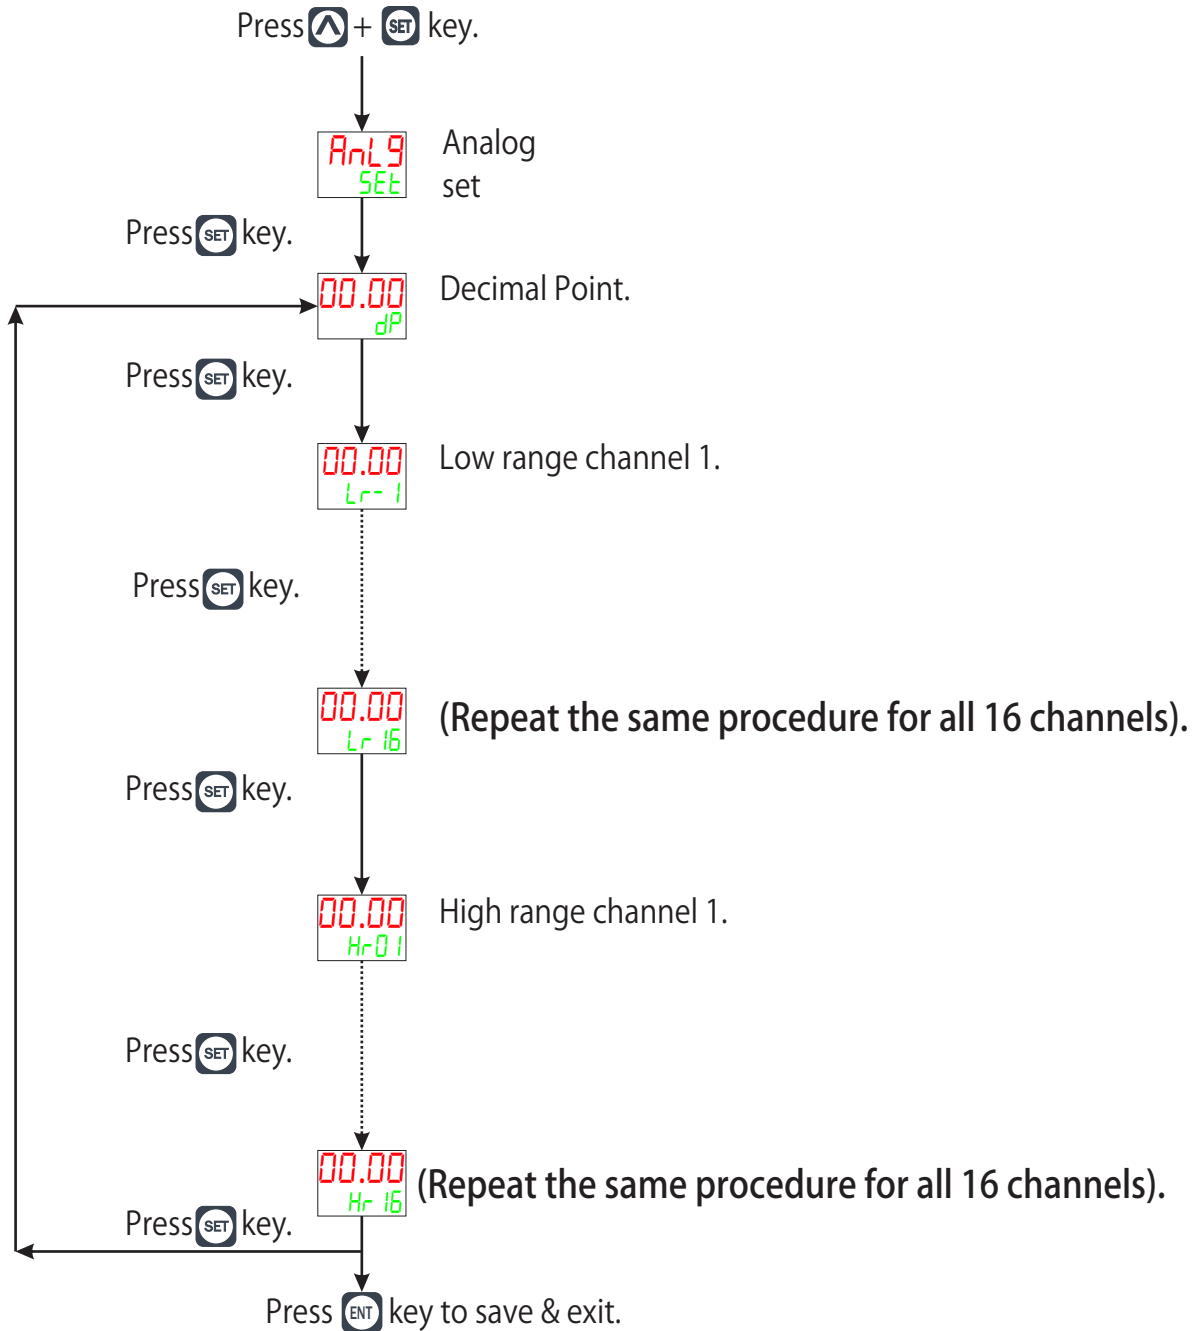 Press + SET key.
AnL9
SEt
Analog
set
Press SET key.
00.00
dP
Decimal Point.
Press SET key.
00.00
Lr-1
Low range channel 1.
Press SET key.
00.00
Lr 16
(Repeat the same procedure for all 16 channels).
Press SET key.
00.00
Hr01
High range channel 1.
Press SET key.
00.00
Hr 16
(Repeat the same procedure for all 16 channels).
Press SET key.
Press ENT key to save & exit.